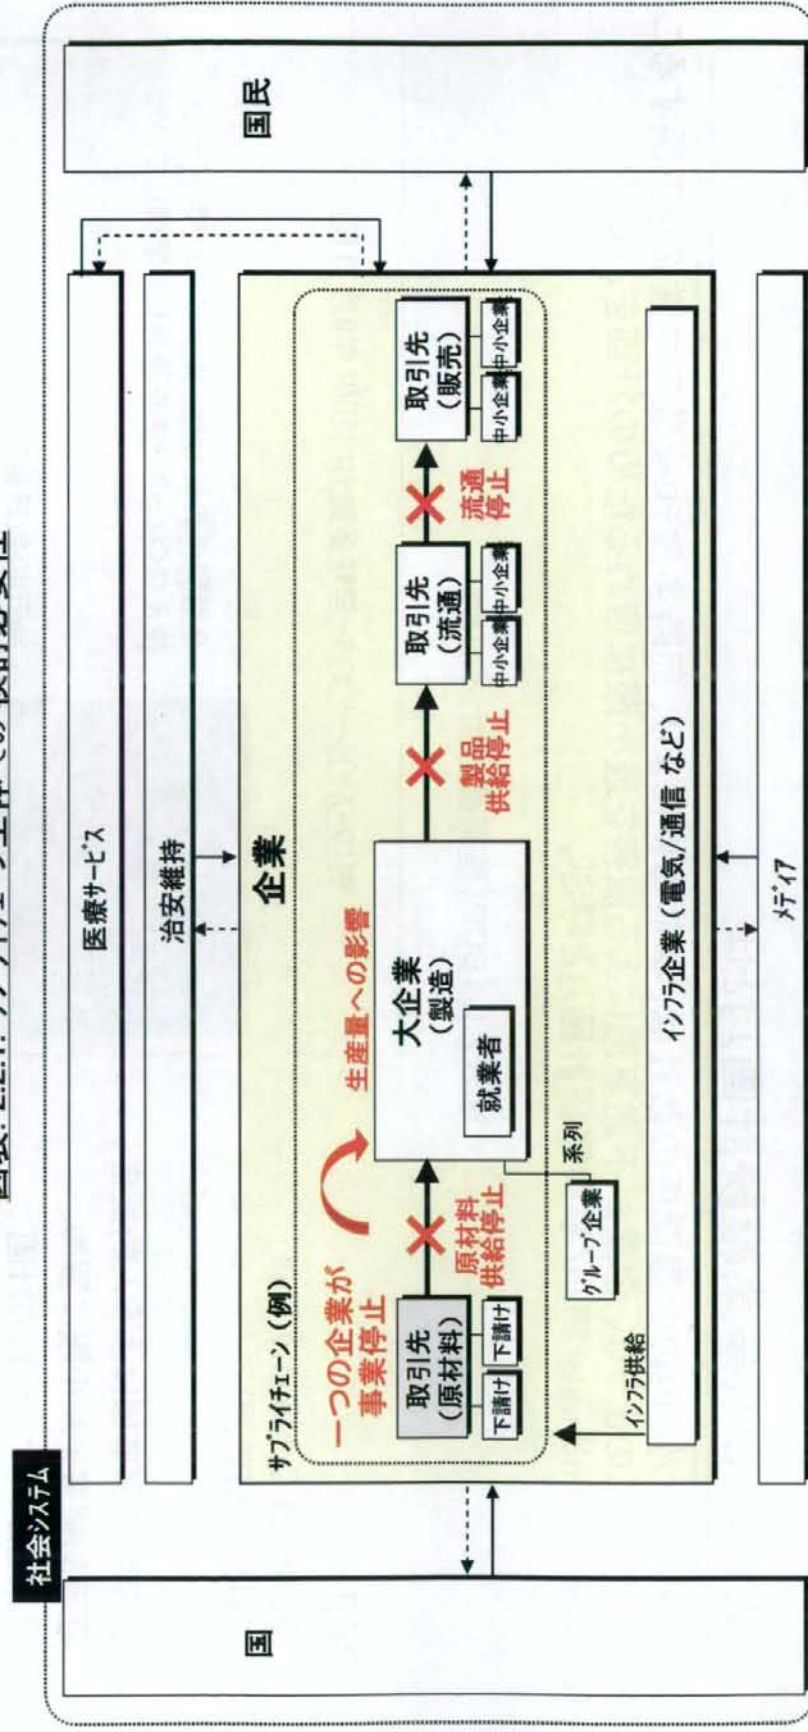 社会システム
国
医療サービス
治安維持
企業
サプライチェーン (例)
一つの企業が
事業停止
生産量への影響
取引先
(原材料)
下請け
下請け
原材料
供給停止
大企業
(製造)
就業者
製品
供給停止
取引先
(流通)
中小企業
中小企業
流通
停止
取引先
(販売)
中小企業
中小企業
系列
グループ企業
インフラ供給
インフラ企業 (電気/通信 など)
メディア
国民